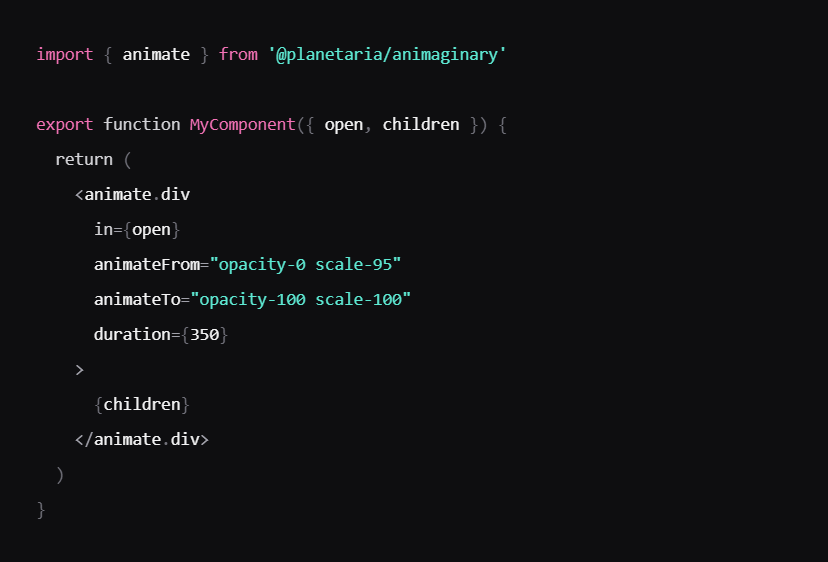 import { animate } from '@planetaria/animaginary'
export function MyComponent({ open, children }) {
return (
<animate.div
in={open}
animateFrom="opacity-0 scale-95"
animateTo="opacity-100 scale-100"
duration={350}
>
{children}
</animate.div>
)
}